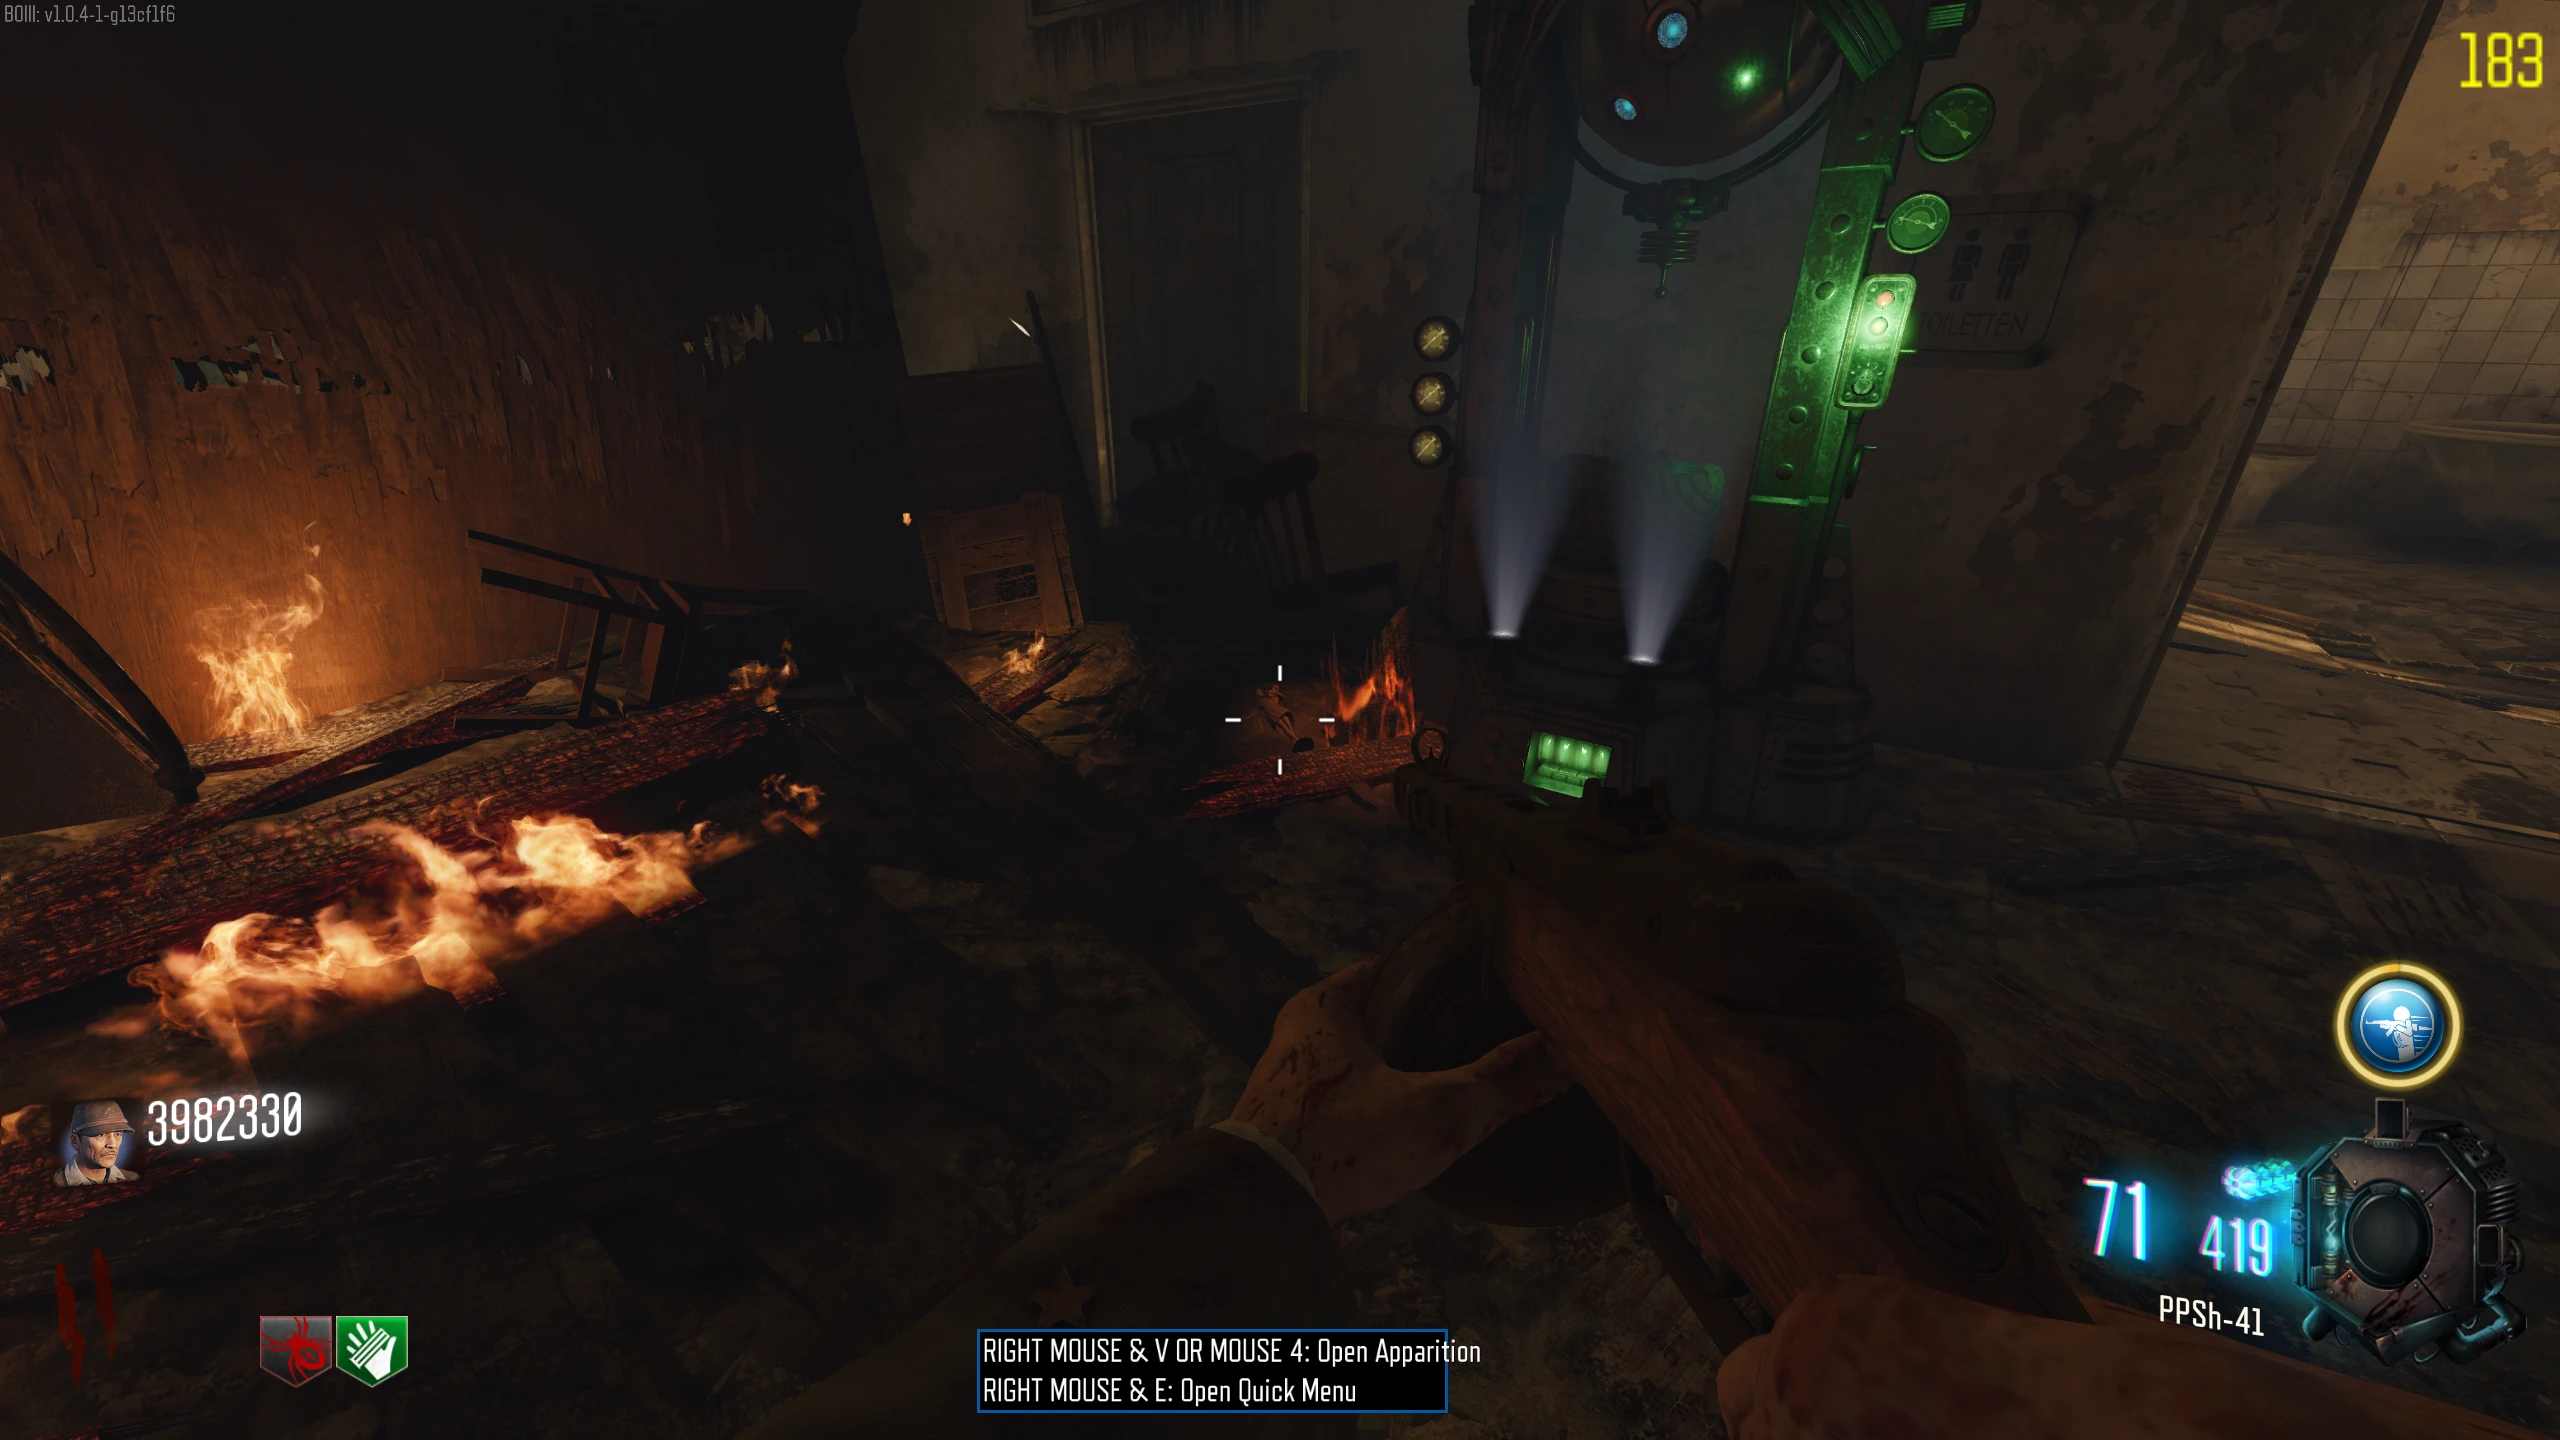 BOIII: v1.0.4-1-g13cf1f6
183
TOILETTEN
3982330
71
419
PPSh-41
RIGHT MOUSE & V OR MOUSE 4: Open Apparition
RIGHT MOUSE & E: Open Quick Menu